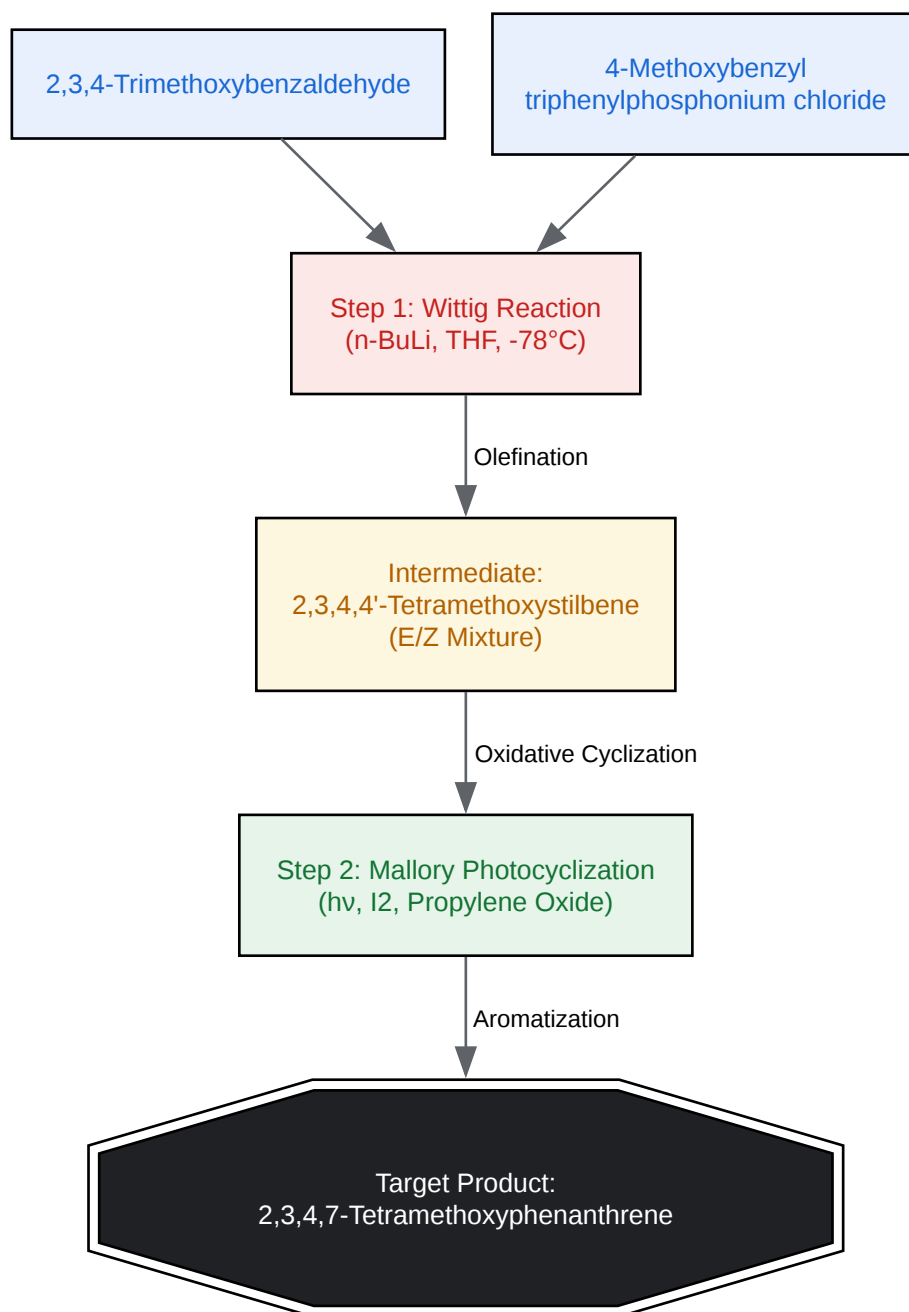 2,3,4-Trimethoxybenzaldehyde
4-Methoxybenzyl
triphenylphosphonium chloride
Step 1: Wittig Reaction
(n-BuLi, THF, -78°C)
Olefination
Intermediate:
2,3,4,4'-Tetramethoxystilbene
(E/Z Mixture)
Oxidative Cyclization
Step 2: Mallory Photocyclization
(hν, I2, Propylene Oxide)
Aromatization
Target Product:
2,3,4,7-Tetramethoxyphenanthrene